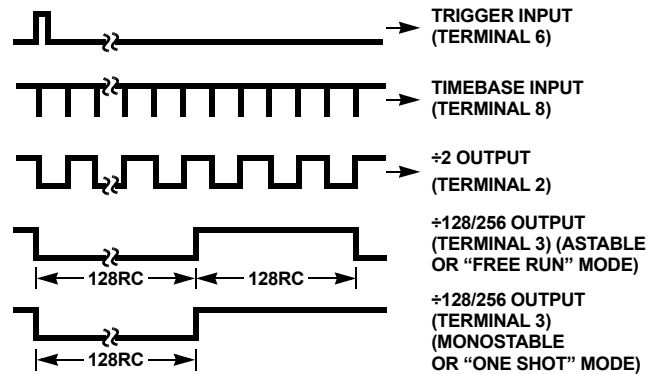 TRIGGER INPUT
(TERMINAL 6)
TIMEBASE INPUT
(TERMINAL 8)
÷2 OUTPUT
(TERMINAL 2)
÷128/256 OUTPUT
(TERMINAL 3) (ASTABLE
OR “FREE RUN” MODE)
128RC 128RC
÷128/256 OUTPUT
(TERMINAL 3)
(MONOSTABLE
OR “ONE SHOT” MODE)
128RC